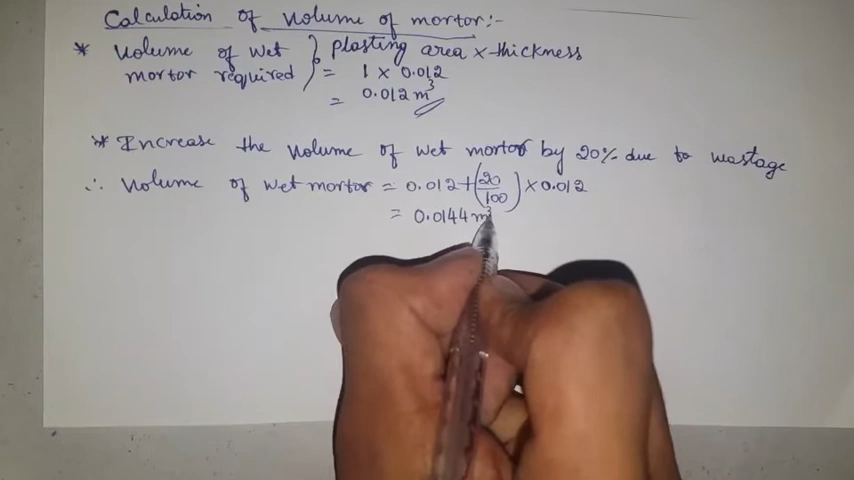 Calculation of volume of mortor:-
* Volume of Wet } plasting area × thickness
mortor required } = 1 × 0.012
= 0.012 m³
* Increase the volume of wet mortor by 20% due to wastage
∴ Volume of wet mortor = 0.012 + (20/100) × 0.012
= 0.0144 m³